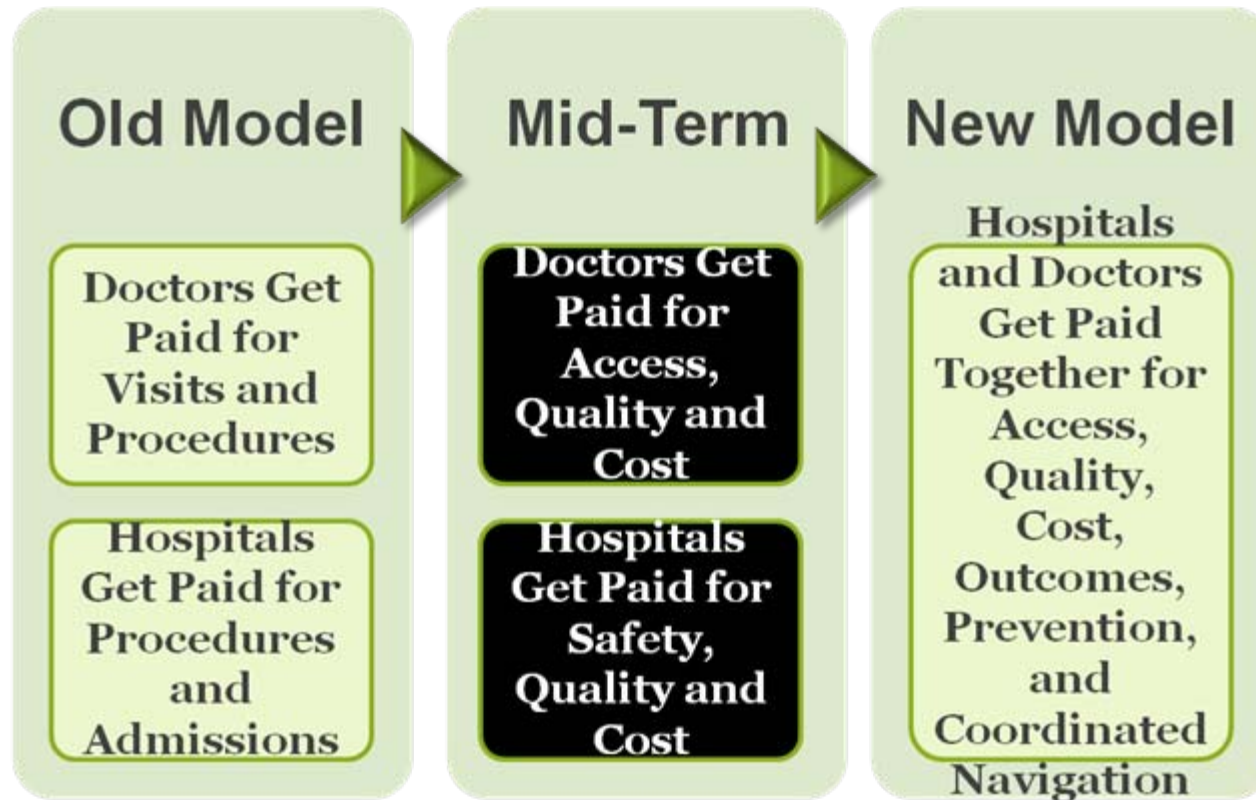 Old Model
Doctors Get
Paid for
Visits and
Procedures
Hospitals
Get Paid for
Procedures
and
Admissions
Mid-Term
Doctors Get
Paid for
Access,
Quality and
Cost
Hospitals
Get Paid for
Safety,
Quality and
Cost
New Model
Hospitals
and Doctors
Get Paid
Together for
Access,
Quality,
Cost,
Outcomes,
Prevention,
and
Coordinated
Navigation